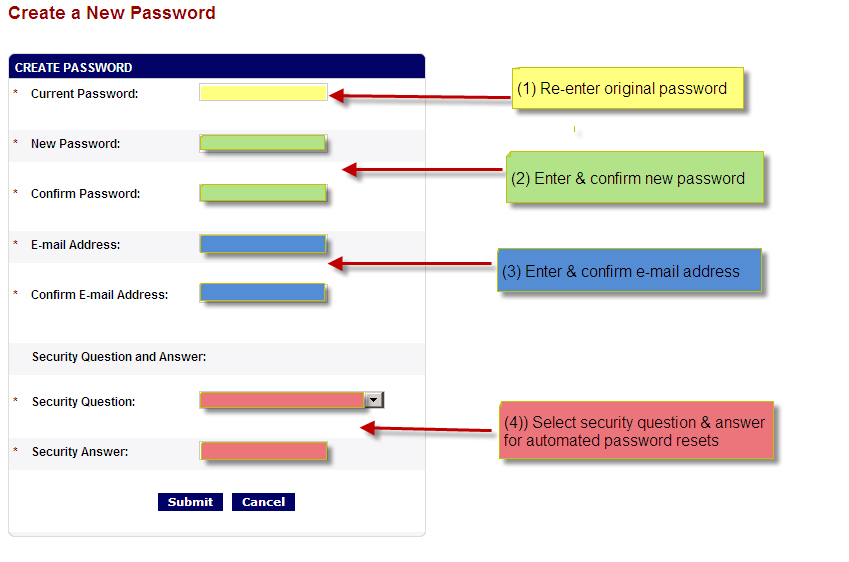 Create a New Password
CREATE PASSWORD
* Current Password:
(1) Re-enter original password
* New Password:
(2) Enter & confirm new password
* Confirm Password:
* E-mail Address:
(3) Enter & confirm e-mail address
* Confirm E-mail Address:
Security Question and Answer:
* Security Question:
(4)) Select security question & answer
for automated password resets
* Security Answer:
Submit Cancel